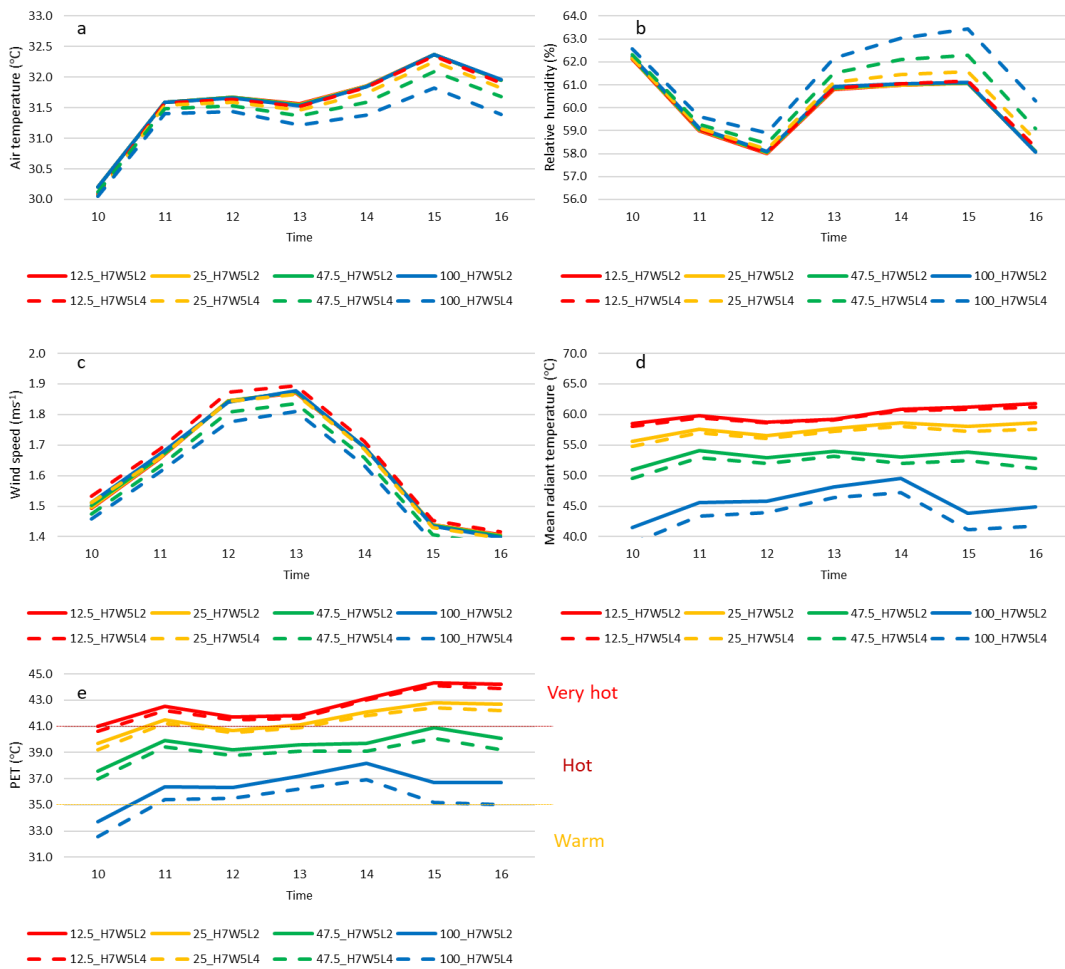 a
33.0
32.5
32.0
31.5
31.0
30.5
30.0
Air temperature (°C)
10 11 12 13 14 15 16
Time
12.5_H7W5L2 25_H7W5L2 47.5_H7W5L2 100_H7W5L2
12.5_H7W5L4 25_H7W5L4 47.5_H7W5L4 100_H7W5L4
b
64.0
63.0
62.0
61.0
60.0
59.0
58.0
57.0
56.0
Relative humidity (%)
10 11 12 13 14 15 16
Time
12.5_H7W5L2 25_H7W5L2 47.5_H7W5L2 100_H7W5L2
12.5_H7W5L4 25_H7W5L4 47.5_H7W5L4 100_H7W5L4
c
2.0
1.9
1.8
1.7
1.6
1.5
1.4
Wind speed (ms⁻¹)
10 11 12 13 14 15 16
Time
12.5_H7W5L2 25_H7W5L2 47.5_H7W5L2 100_H7W5L2
12.5_H7W5L4 25_H7W5L4 47.5_H7W5L4 100_H7W5L4
d
70.0
65.0
60.0
55.0
50.0
45.0
40.0
Mean radiant temperature (°C)
10 11 12 13 14 15 16
Time
12.5_H7W5L2 25_H7W5L2 47.5_H7W5L2 100_H7W5L2
12.5_H7W5L4 25_H7W5L4 47.5_H7W5L4 100_H7W5L4
e
45.0
43.0
41.0
39.0
37.0
35.0
33.0
31.0
PET (°C)
Very hot
Hot
Warm
10 11 12 13 14 15 16
Time
12.5_H7W5L2 25_H7W5L2 47.5_H7W5L2 100_H7W5L2
12.5_H7W5L4 25_H7W5L4 47.5_H7W5L4 100_H7W5L4